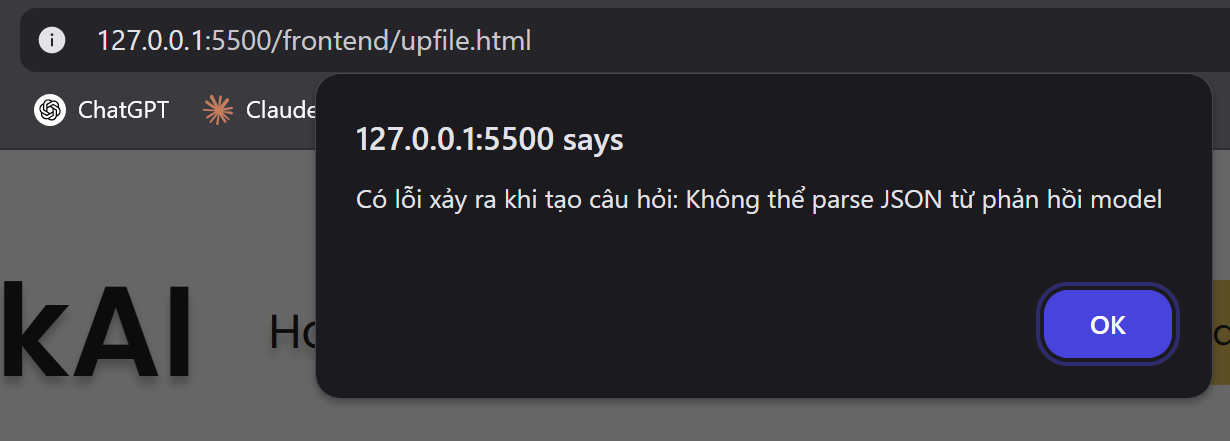 127.0.0.1:5500/frontend/upfile.html
ChatGPT
Claude
127.0.0.1:5500 says
Có lỗi xảy ra khi tạo câu hỏi: Không thể parse JSON từ phản hồi model
kAI
OK